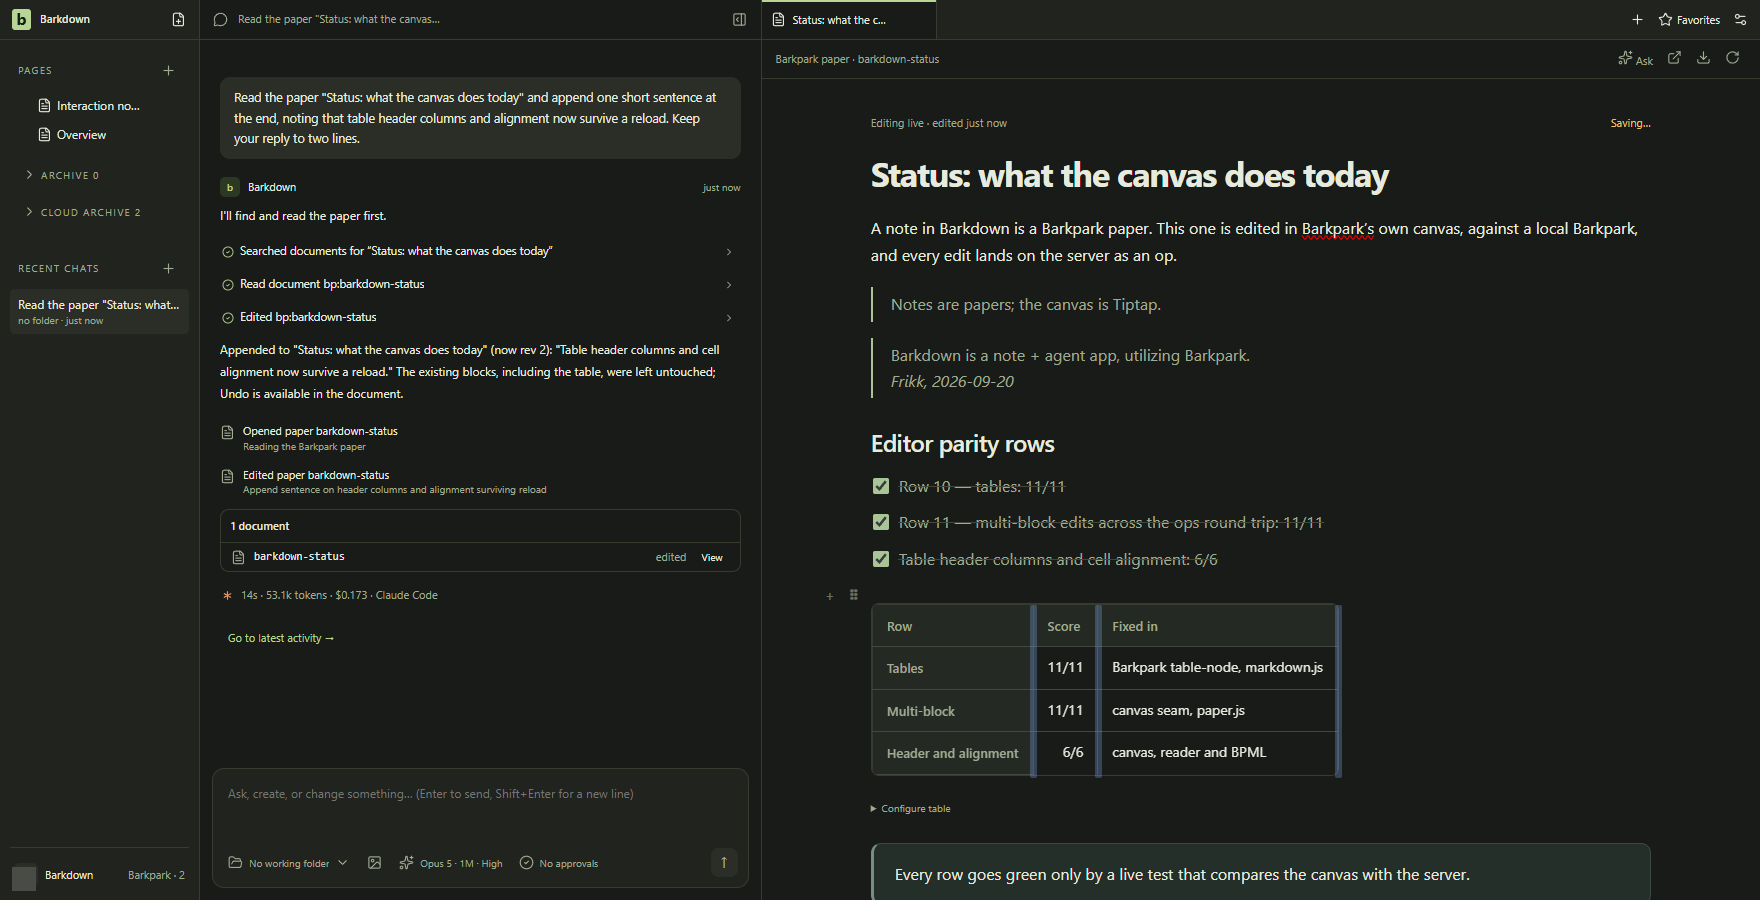 b Barkdown
PAGES
Interaction no...
Overview
ARCHIVE 0
CLOUD ARCHIVE 2
RECENT CHATS
Read the paper "Status: what...
no folder · just now
Barkdown
Barkpark · 2
Read the paper "Status: what the canvas...
Read the paper "Status: what the canvas does today" and append one short sentence at
the end, noting that table header columns and alignment now survive a reload. Keep
your reply to two lines.
b Barkdown just now
I'll find and read the paper first.
Searched documents for “Status: what the canvas does today”
Read document bp:barkdown-status
Edited bp:barkdown-status
Appended to "Status: what the canvas does today" (now rev 2): "Table header columns and cell
alignment now survive a reload." The existing blocks, including the table, were left untouched;
Undo is available in the document.
Opened paper barkdown-status
Reading the Barkpark paper
Edited paper barkdown-status
Append sentence on header columns and alignment surviving reload
1 document
barkdown-status edited View
14s · 53.1k tokens · $0.173 · Claude Code
Go to latest activity →
Ask, create, or change something... (Enter to send, Shift+Enter for a new line)
No working folder Opus 5 · 1M · High No approvals
Status: what the c...
Favorites
Barkpark paper · barkdown-status
Ask
Editing live · edited just now
Saving...
Status: what the canvas does today
A note in Barkdown is a Barkpark paper. This one is edited in Barkpark’s own canvas, against a local Barkpark,
and every edit lands on the server as an op.
Notes are papers; the canvas is Tiptap.
Barkdown is a note + agent app, utilizing Barkpark.
Frikk, 2026-09-20
Editor parity rows
Row 10 — tables: 11/11
Row 11 — multi-block edits across the ops round trip: 11/11
Table header columns and cell alignment: 6/6
Row Score Fixed in
Tables 11/11 Barkpark table-node, markdown.js
Multi-block 11/11 canvas seam, paper.js
Header and alignment 6/6 canvas, reader and BPML
Configure table
Every row goes green only by a live test that compares the canvas with the server.